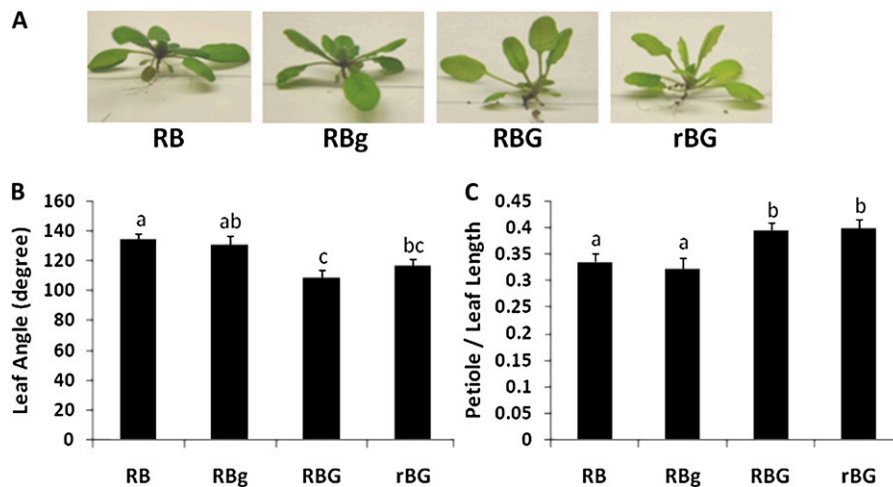 A
RB RBg RBG rBG
B
Leaf Angle (degree)
160
140
120
100
80
60
40
20
0
a ab c bc
RB RBg RBG rBG
C
Petiole / Leaf Length
0.45
0.4
0.35
0.3
0.25
0.2
0.15
0.1
0.05
0
a a b b
RB RBg RBG rBG